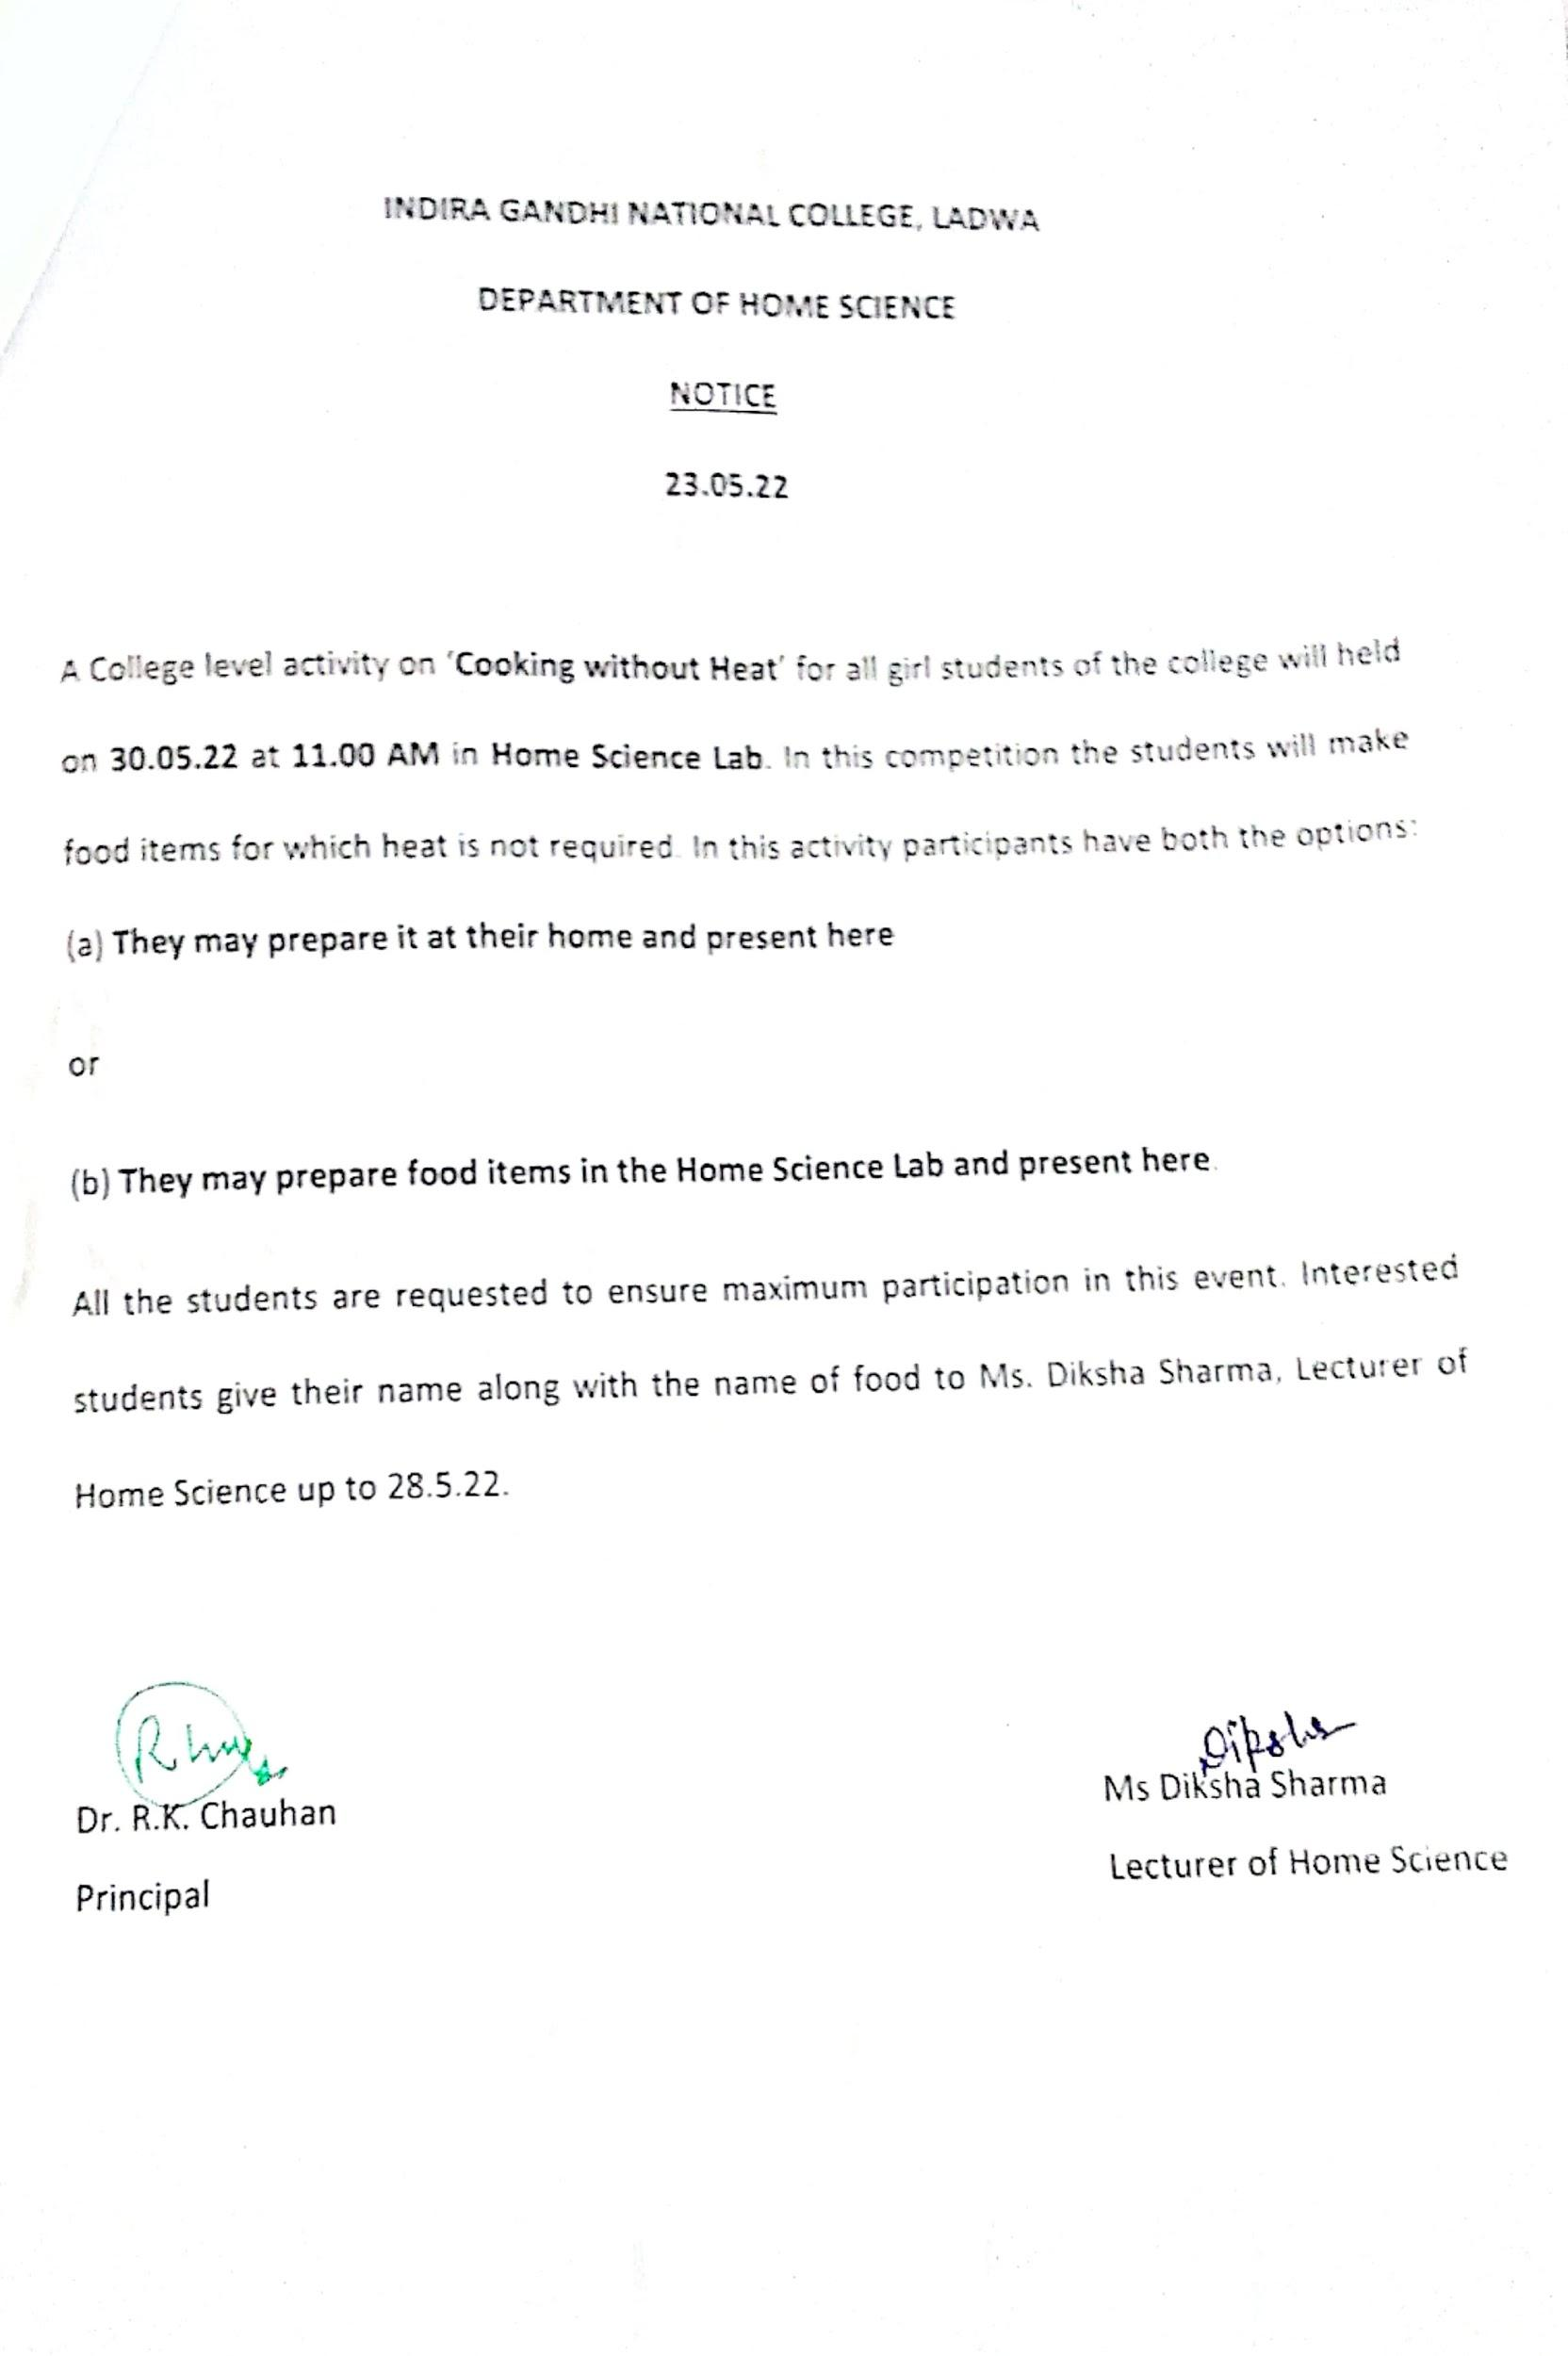 INDIRA GANDHI NATIONAL COLLEGE, LADWA
DEPARTMENT OF HOME SCIENCE
NOTICE
23.05.22
A College level activity on ‘Cooking without Heat’ for all girl students of the college will held
on 30.05.22 at 11.00 AM in Home Science Lab. In this competition the students will make
food items for which heat is not required. In this activity participants have both the options:
(a) They may prepare it at their home and present here
or
(b) They may prepare food items in the Home Science Lab and present here.
All the students are requested to ensure maximum participation in this event. Interested
students give their name along with the name of food to Ms. Diksha Sharma, Lecturer of
Home Science up to 28.5.22.
Diksha
Dr. R.K. Chauhan
Ms Diksha Sharma
Principal
Lecturer of Home Science